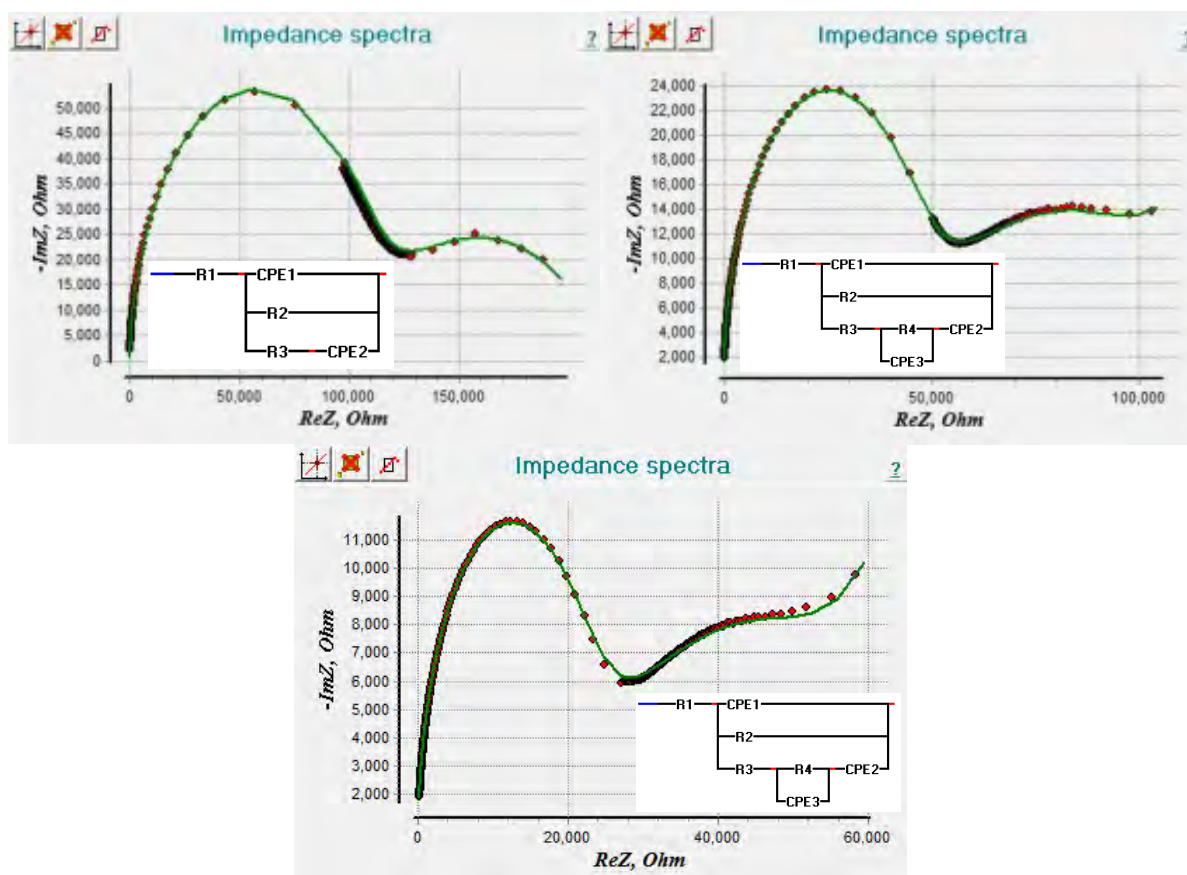 Impedance spectra
?
-ImZ, Ohm
50,000
45,000
40,000
35,000
30,000
25,000
20,000
15,000
10,000
5,000
0
R1 CPE1
R2
R3 CPE2
0 50,000 100,000 150,000
ReZ, Ohm
Impedance spectra
-ImZ, Ohm
24,000
22,000
20,000
18,000
16,000
14,000
12,000
10,000
8,000
6,000
4,000
2,000
R1 CPE1
R2
R3 R4 CPE2
CPE3
0 50,000 100,000
ReZ, Ohm
Impedance spectra
?
-ImZ, Ohm
11,000
10,000
9,000
8,000
7,000
6,000
5,000
4,000
3,000
2,000
R1 CPE1
R2
R3 R4 CPE2
CPE3
0 20,000 40,000 60,000
ReZ, Ohm